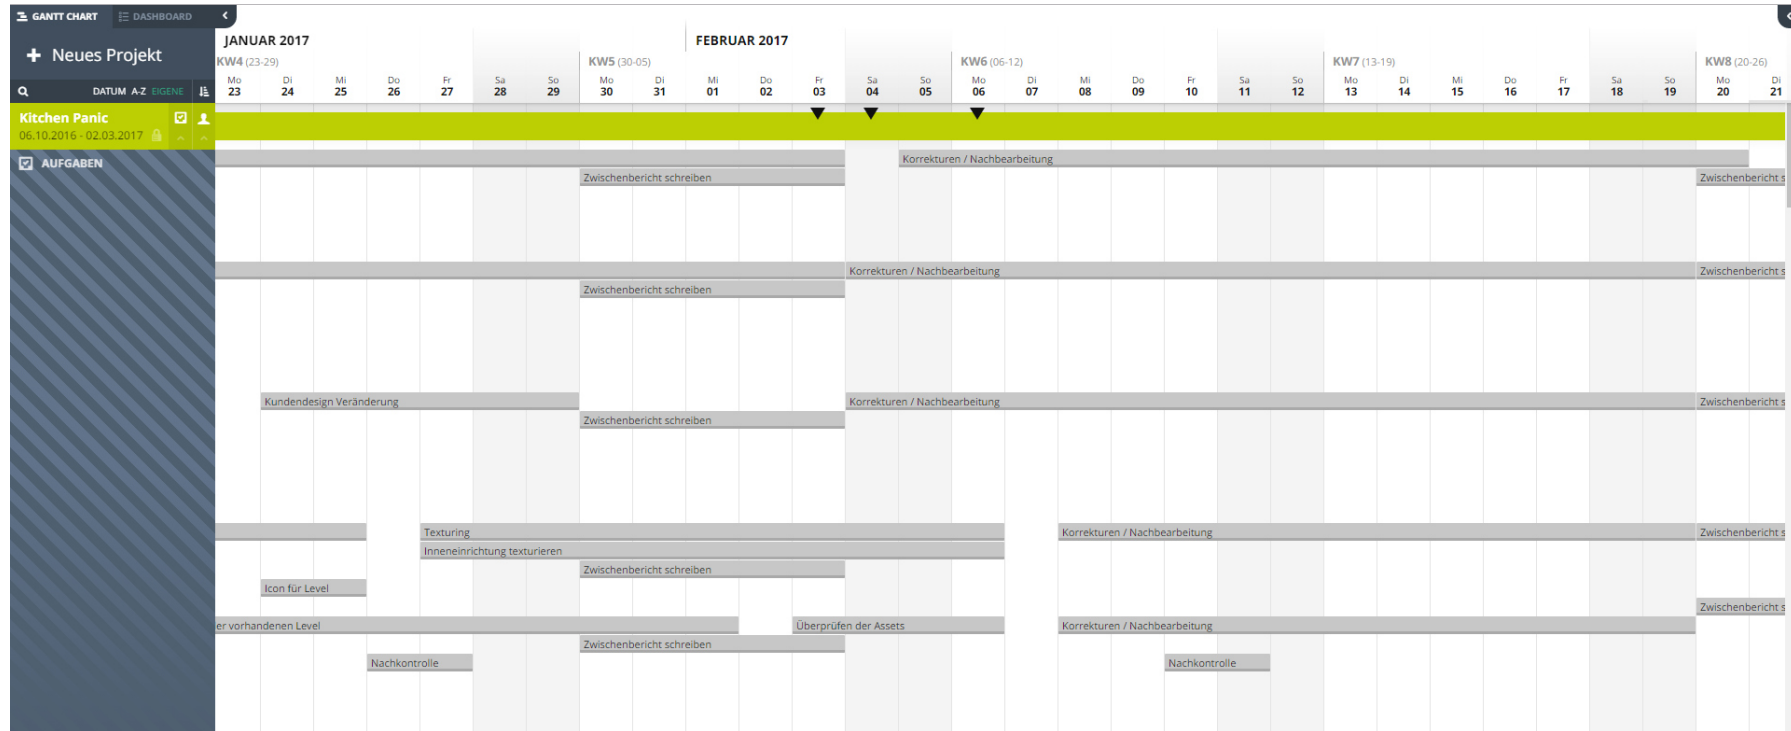 GANTT CHART DASHBOARD
Neues Projekt
DATUM A-Z EIGENE
Kitchen Panic
06.10.2016 - 02.03.2017
AUFGABEN
JANUAR 2017 FEBRUAR 2017
KW4 (23-29) KW5 (30-05) KW6 (06-12) KW7 (13-19) KW8 (20-26)
Mo Di Mi Do Fr Sa So Mo Di Mi Do Fr Sa So Mo Di Mi Do Fr Sa So Mo Di Mi Do Fr Sa So Mo Di
23 24 25 26 27 28 29 30 31 01 02 03 04 05 06 07 08 09 10 11 12 13 14 15 16 17 18 19 20 21
Korrekturen / Nachbearbeitung
Zwischenbericht schreiben Zwischenbericht s
Korrekturen / Nachbearbeitung Zwischenbericht s
Zwischenbericht schreiben
Kundendesign Veränderung Korrekturen / Nachbearbeitung Zwischenbericht s
Zwischenbericht schreiben
Texturing Korrekturen / Nachbearbeitung Zwischenbericht s
Inneneinrichtung texturieren
Zwischenbericht schreiben
Icon für Level
Zwischenbericht s
er vorhandenen Level Überprüfen der Assets Korrekturen / Nachbearbeitung
Zwischenbericht schreiben
Nachkontrolle Nachkontrolle